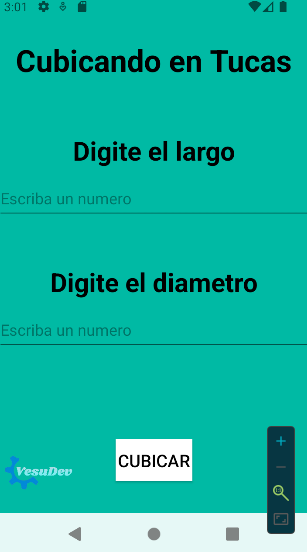 3:01
Cubicando en Tucas
Digite el largo
Escriba un numero
Digite el diametro
Escriba un numero
VesuDev
CUBICAR